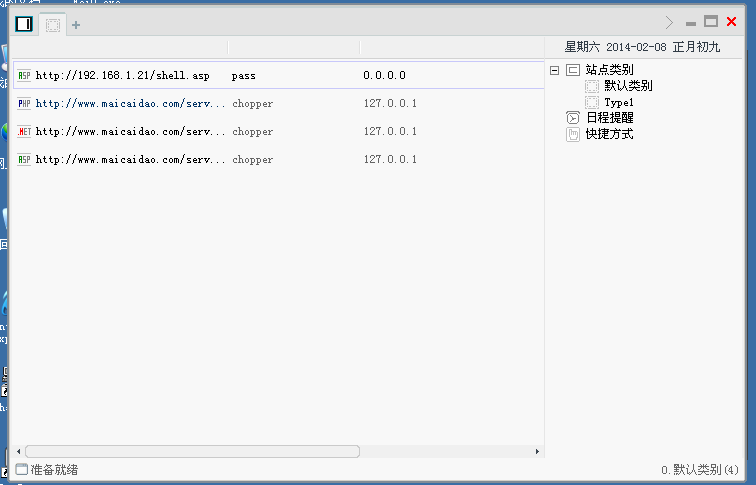 星期六 2014-02-08 正月初九
ASP http://192.168.1.21/shell.asp pass 0.0.0.0
PHP http://www.maicaidao.com/serv... chopper 127.0.0.1
.NET http://www.maicaidao.com/serv... chopper 127.0.0.1
ASP http://www.maicaidao.com/serv... chopper 127.0.0.1
站点类别
默认类别
Type1
日程提醒
快捷方式
准备就绪
0.默认类别(4)